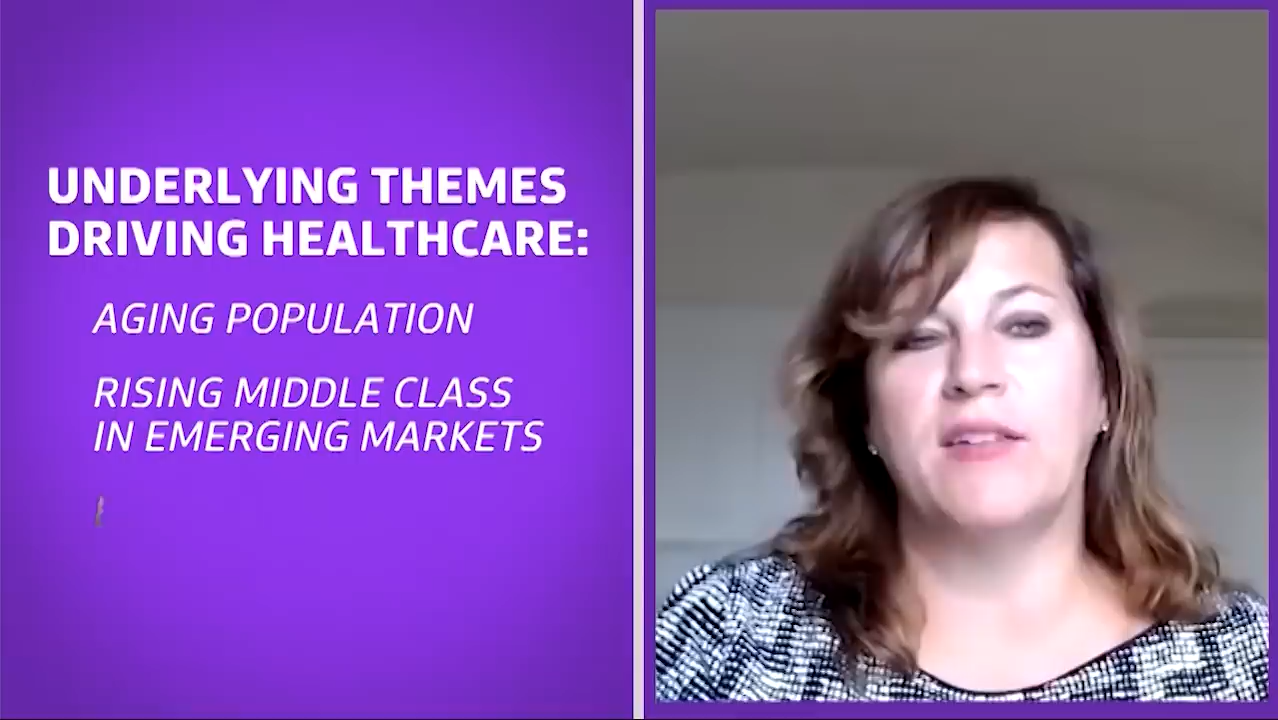 UNDERLYING THEMES
DRIVING HEALTHCARE:
AGING POPULATION
RISING MIDDLE CLASS
IN EMERGING MARKETS